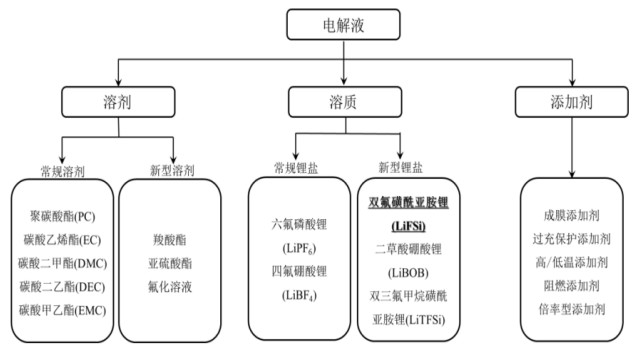 电解液
溶剂
溶质
添加剂
常规溶剂
新型溶剂
常规锂盐
新型锂盐
聚碳酸酯(PC)
碳酸乙烯酯(EC)
碳酸二甲酯(DMC)
碳酸二乙酯(DEC)
碳酸甲乙酯(EMC)
羧酸酯
亚硫酸酯
氟化溶液
六氟磷酸锂
(LiPF₆)
四氟硼酸锂
(LiBF₄)
双氟磺酰亚胺锂
(LiFSi)
二草酸硼酸锂
(LiBOB)
双三氟甲烷磺酰
亚胺锂(LiTFSi)
成膜添加剂
过充保护添加剂
高/低温添加剂
阻燃添加剂
倍率型添加剂